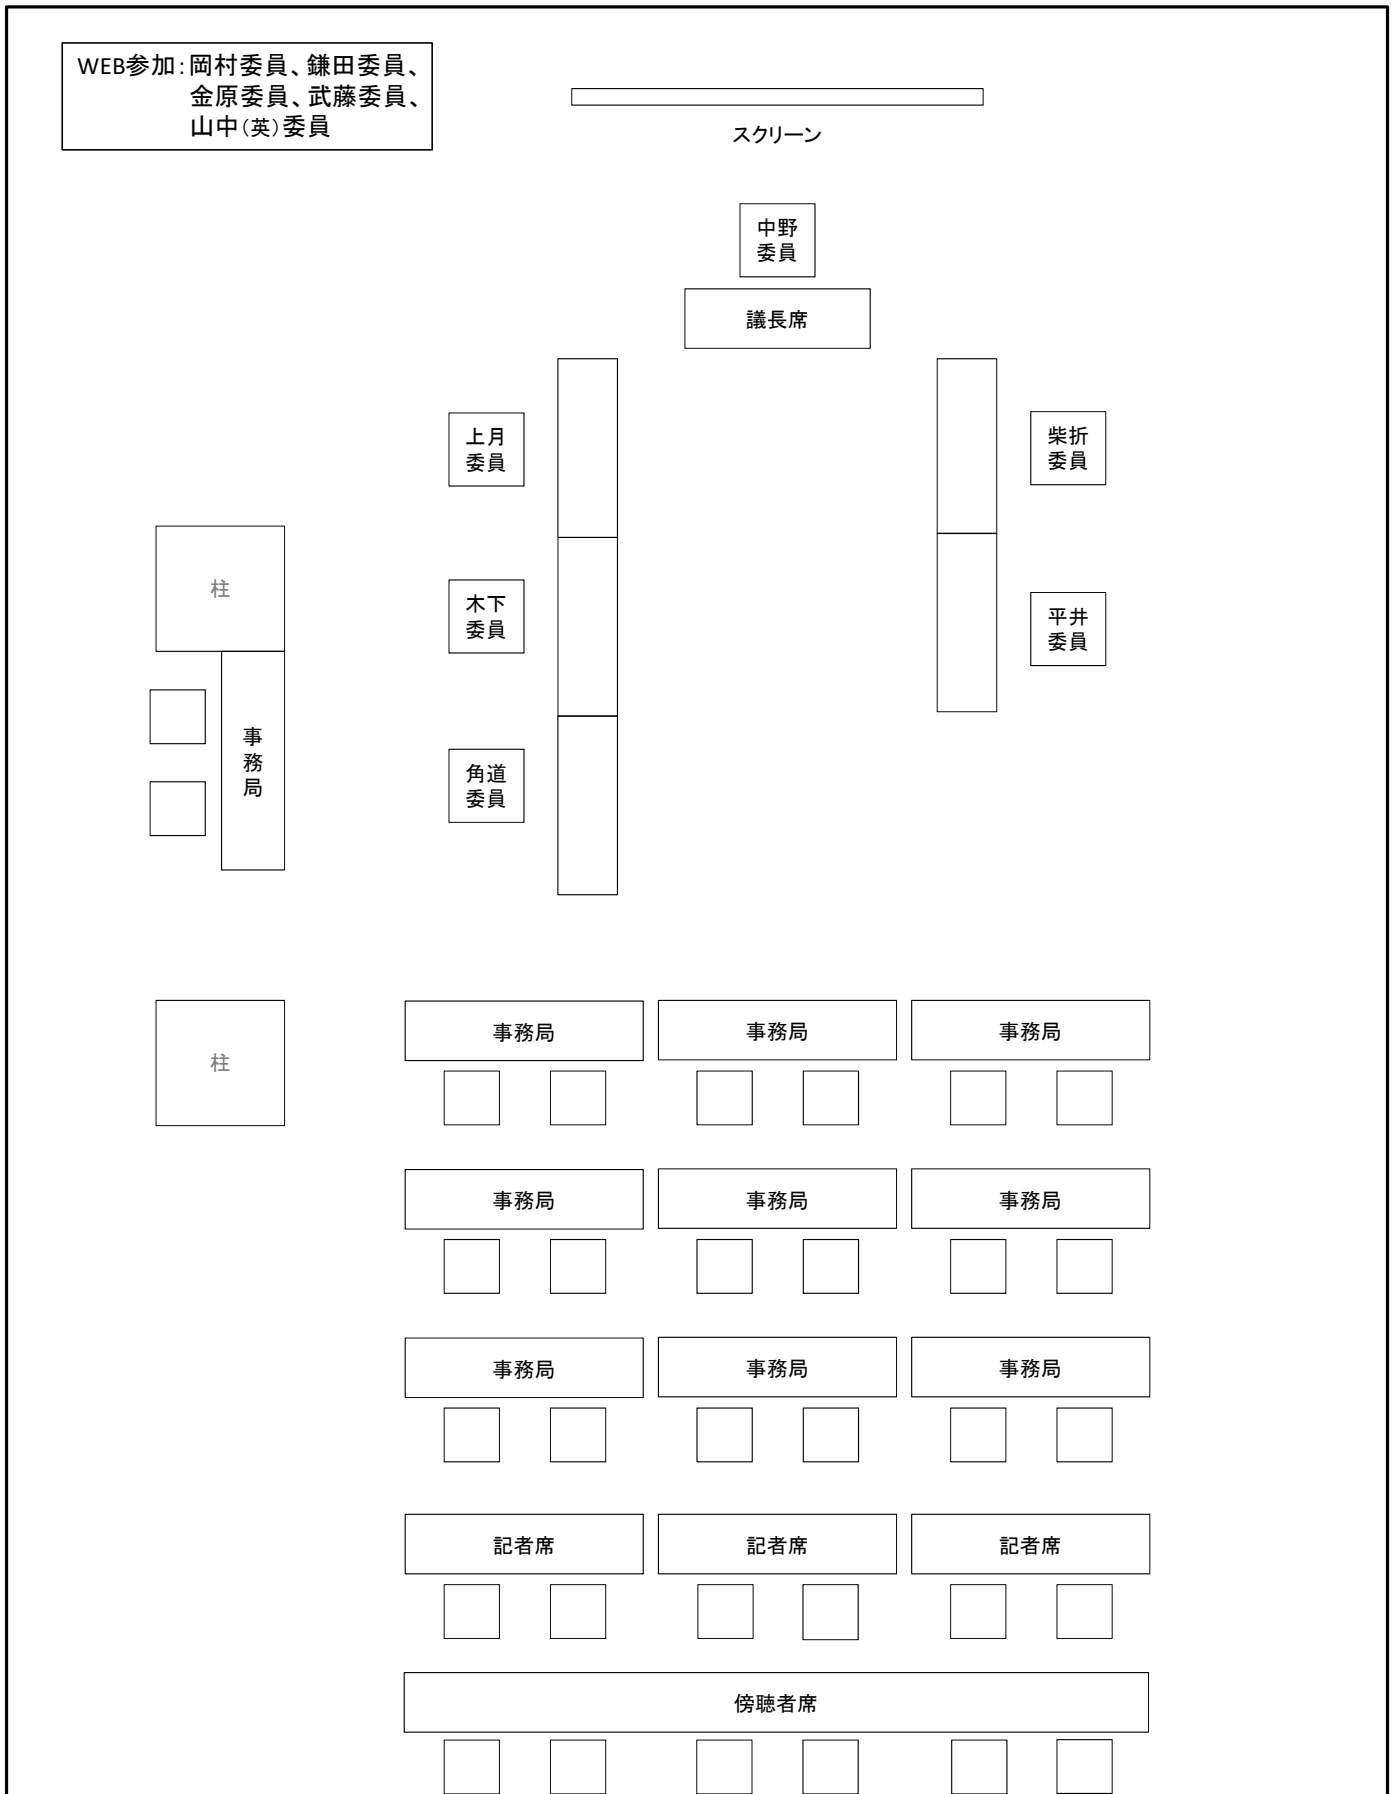 WEB参加：岡村委員、鎌田委員、
金原委員、武藤委員、
山中（英）委員
スクリーン
中野
委員
議長席
上月
委員
柴折
委員
柱
木下
委員
平井
委員
事
務
局
角道
委員
柱
事務局
事務局
事務局
事務局
事務局
事務局
事務局
事務局
事務局
記者席
記者席
記者席
傍聴者席